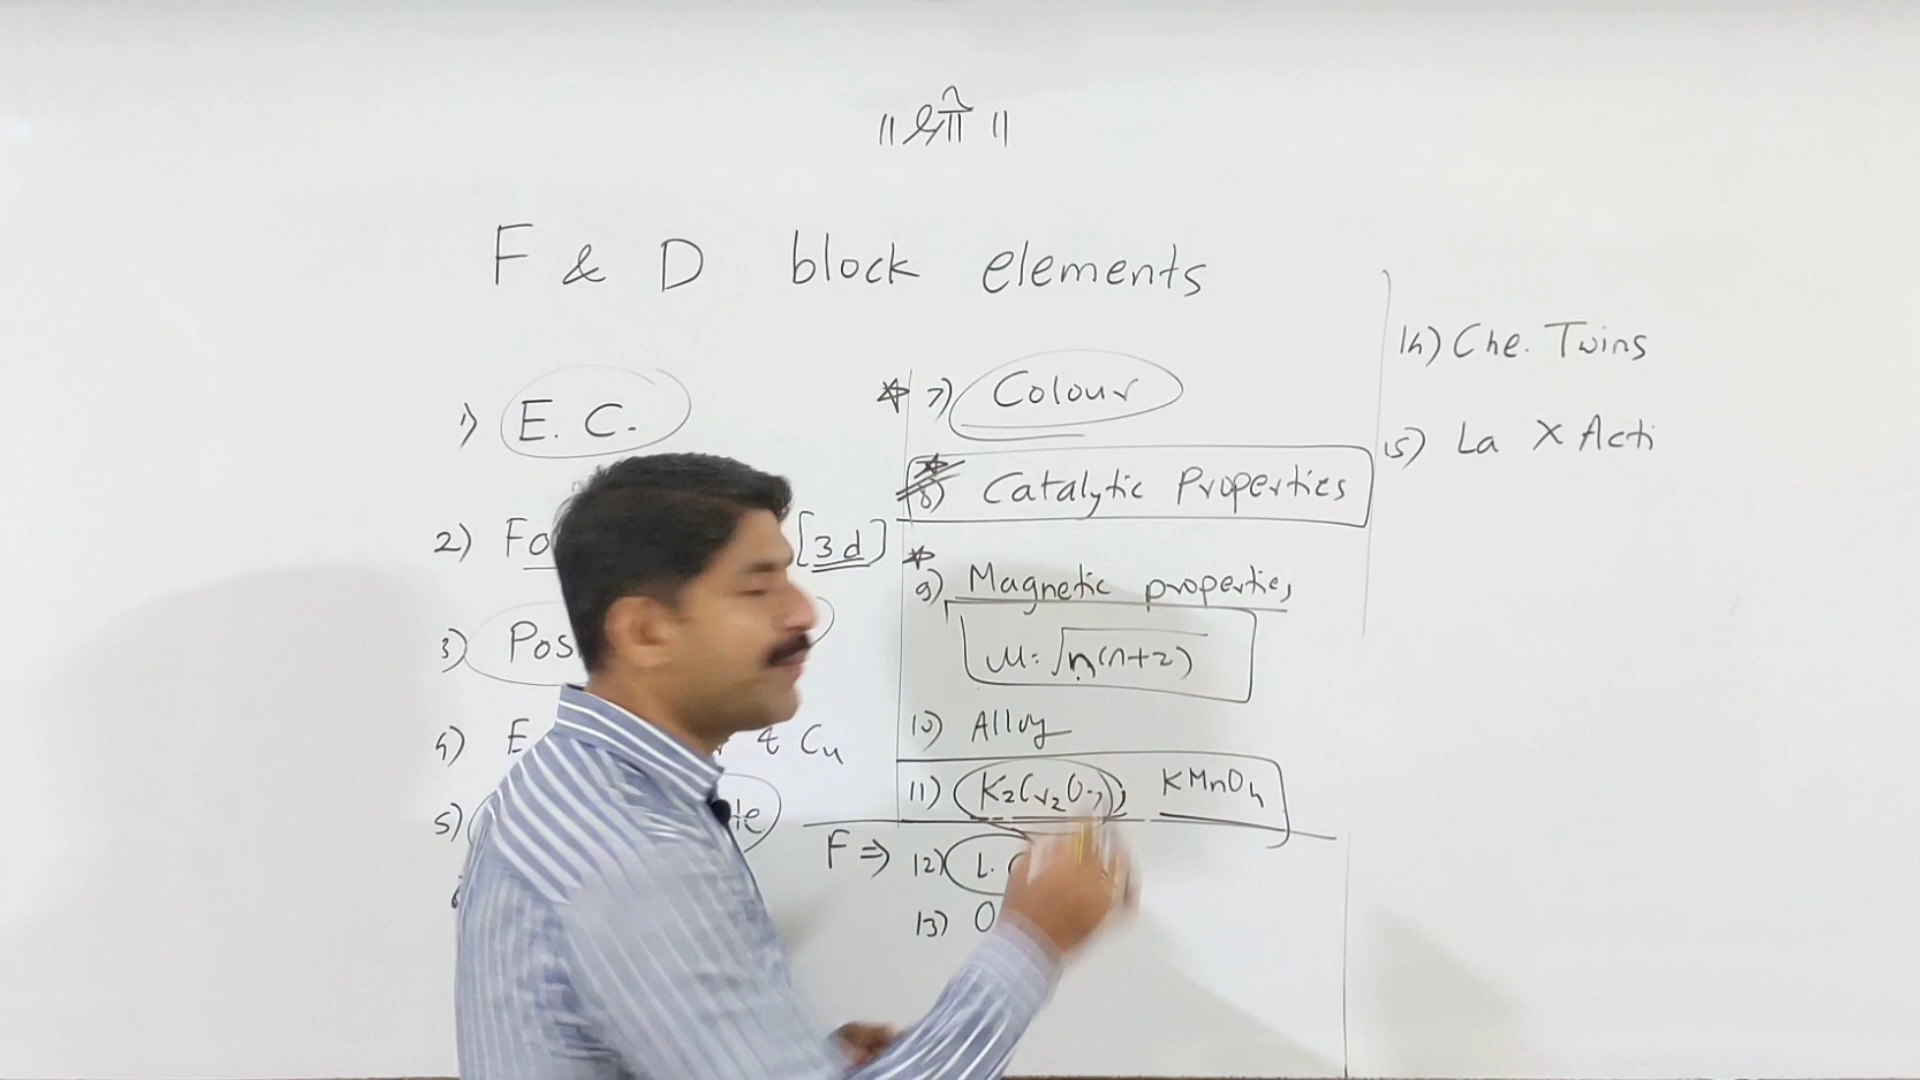 ॥ श्री ॥
F & D block elements
1) E. C.
2) Fo [3d]
3) Pos
4) E & Cu
5) te
7) Colour
8) Catalytic Properties
9) Magnetic properties
μ = √n(n+2)
10) Alloy
11) K2Cr2O7, KMnO4
F ⇒ 12) L.
13) O
14) Che. Twins
15) La X Acti